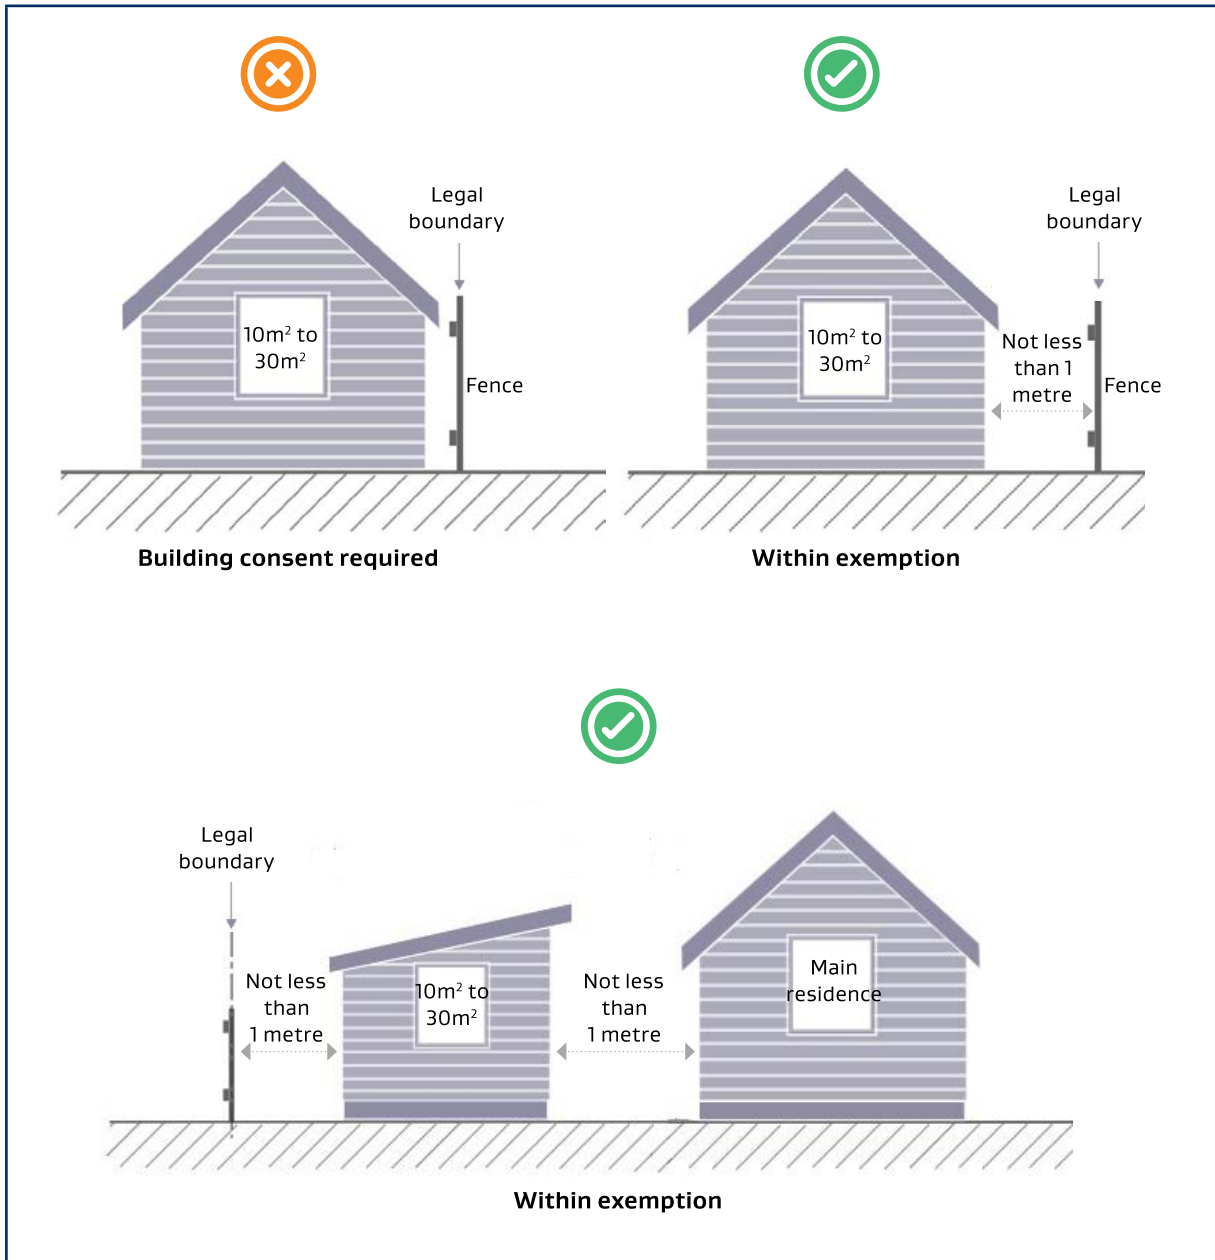 Legal
boundary
10m² to
30m²
Fence
Building consent required
Legal
boundary
10m² to
30m²
Not less
than 1
metre
Fence
Within exemption
Legal
boundary
Not less
than
1 metre
10m² to
30m²
Not less
than
1 metre
Main
residence
Within exemption